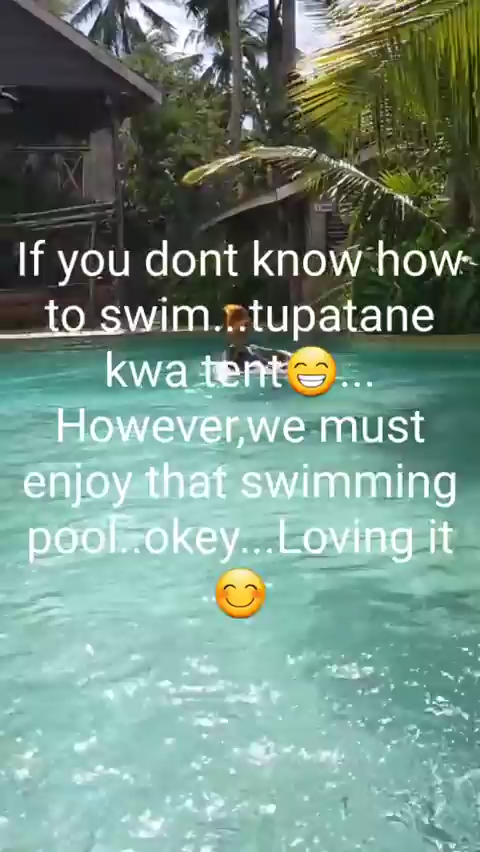 If you dont know how
to swim...tupatane
kwa tent😁...
However,we must
enjoy that swimming
pool..okey...Loving it
😊